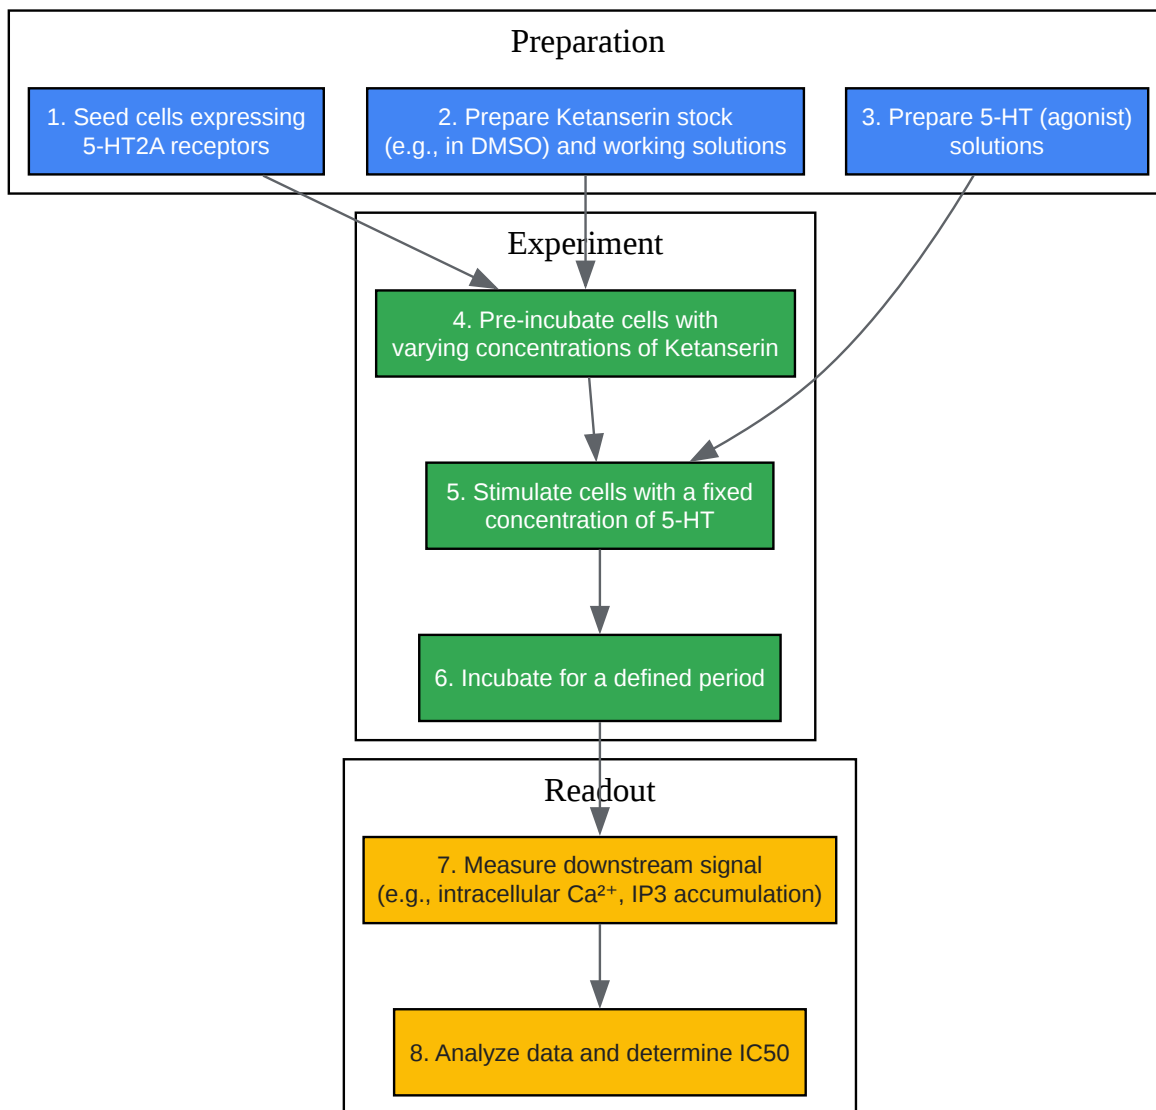 Preparation
1. Seed cells expressing
5-HT2A receptors
2. Prepare Ketanserin stock
(e.g., in DMSO) and working solutions
3. Prepare 5-HT (agonist)
solutions
Experiment
4. Pre-incubate cells with
varying concentrations of Ketanserin
5. Stimulate cells with a fixed
concentration of 5-HT
6. Incubate for a defined period
Readout
7. Measure downstream signal
(e.g., intracellular Ca²⁺, IP3 accumulation)
8. Analyze data and determine IC50